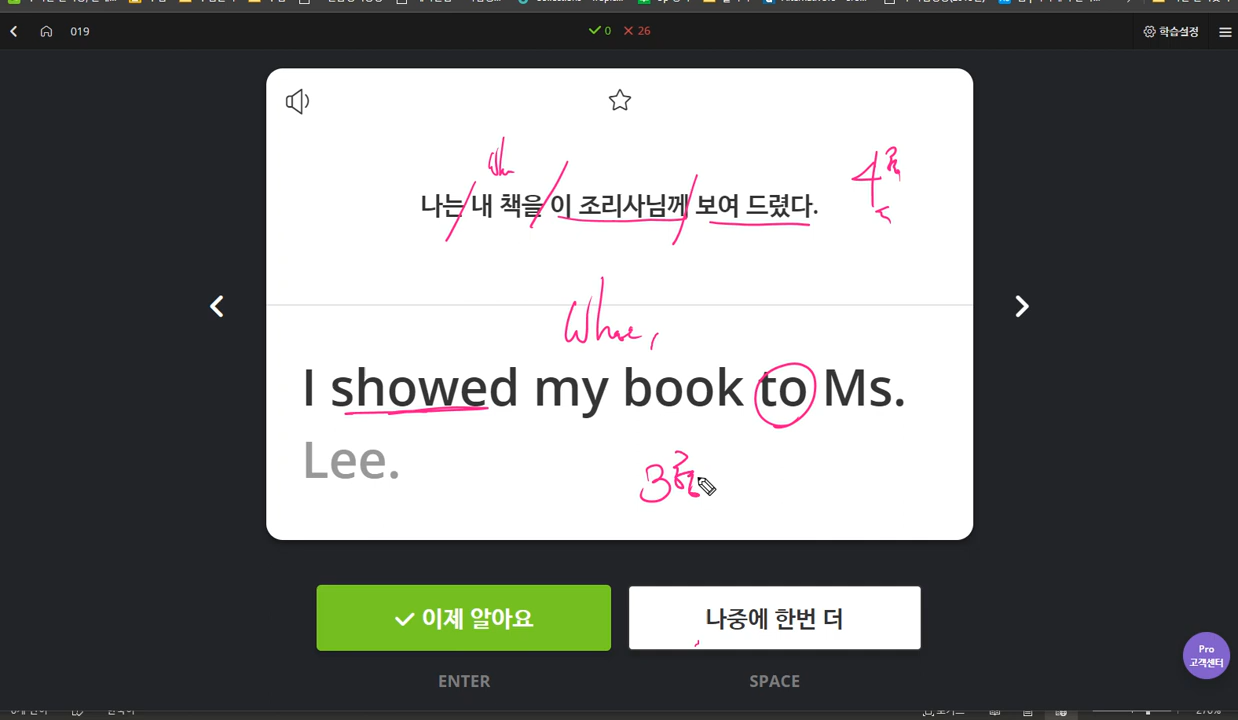 019
0
26
학습설정
4형
나는 내 책을 이 조리사님께 보여 드렸다.
I showed my book to Ms.
Lee.
3형
이제 알아요
나중에 한번 더
Pro
고객센터
ENTER
SPACE